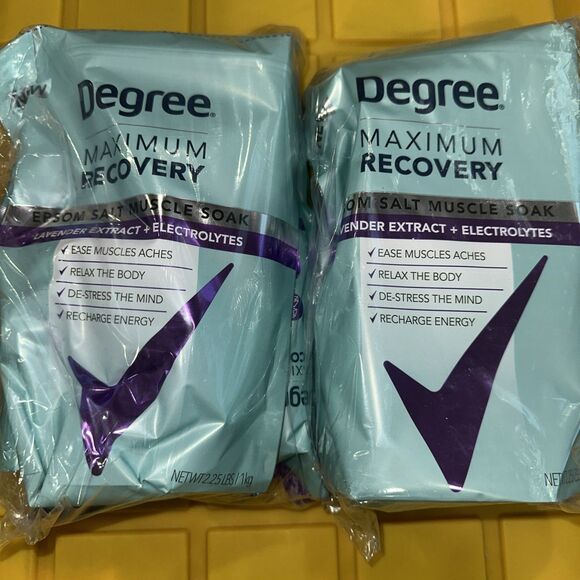 Degree
MAXIMUM
RECOVERY
EPSOM SALT MUSCLE SOAK
LAVENDER EXTRACT + ELECTROLYTES
✓ EASE MUSCLES ACHES
✓ RELAX THE BODY
✓ DE-STRESS THE MIND
✓ RECHARGE ENERGY
NET WT 2.25 LBS / 1kg
Degree
MAXIMUM
RECOVERY
OM SALT MUSCLE SOAK
VENDER EXTRACT + ELECTROLYTES
✓ EASE MUSCLES ACHES
✓ RELAX THE BODY
✓ DE-STRESS THE MIND
✓ RECHARGE ENERGY